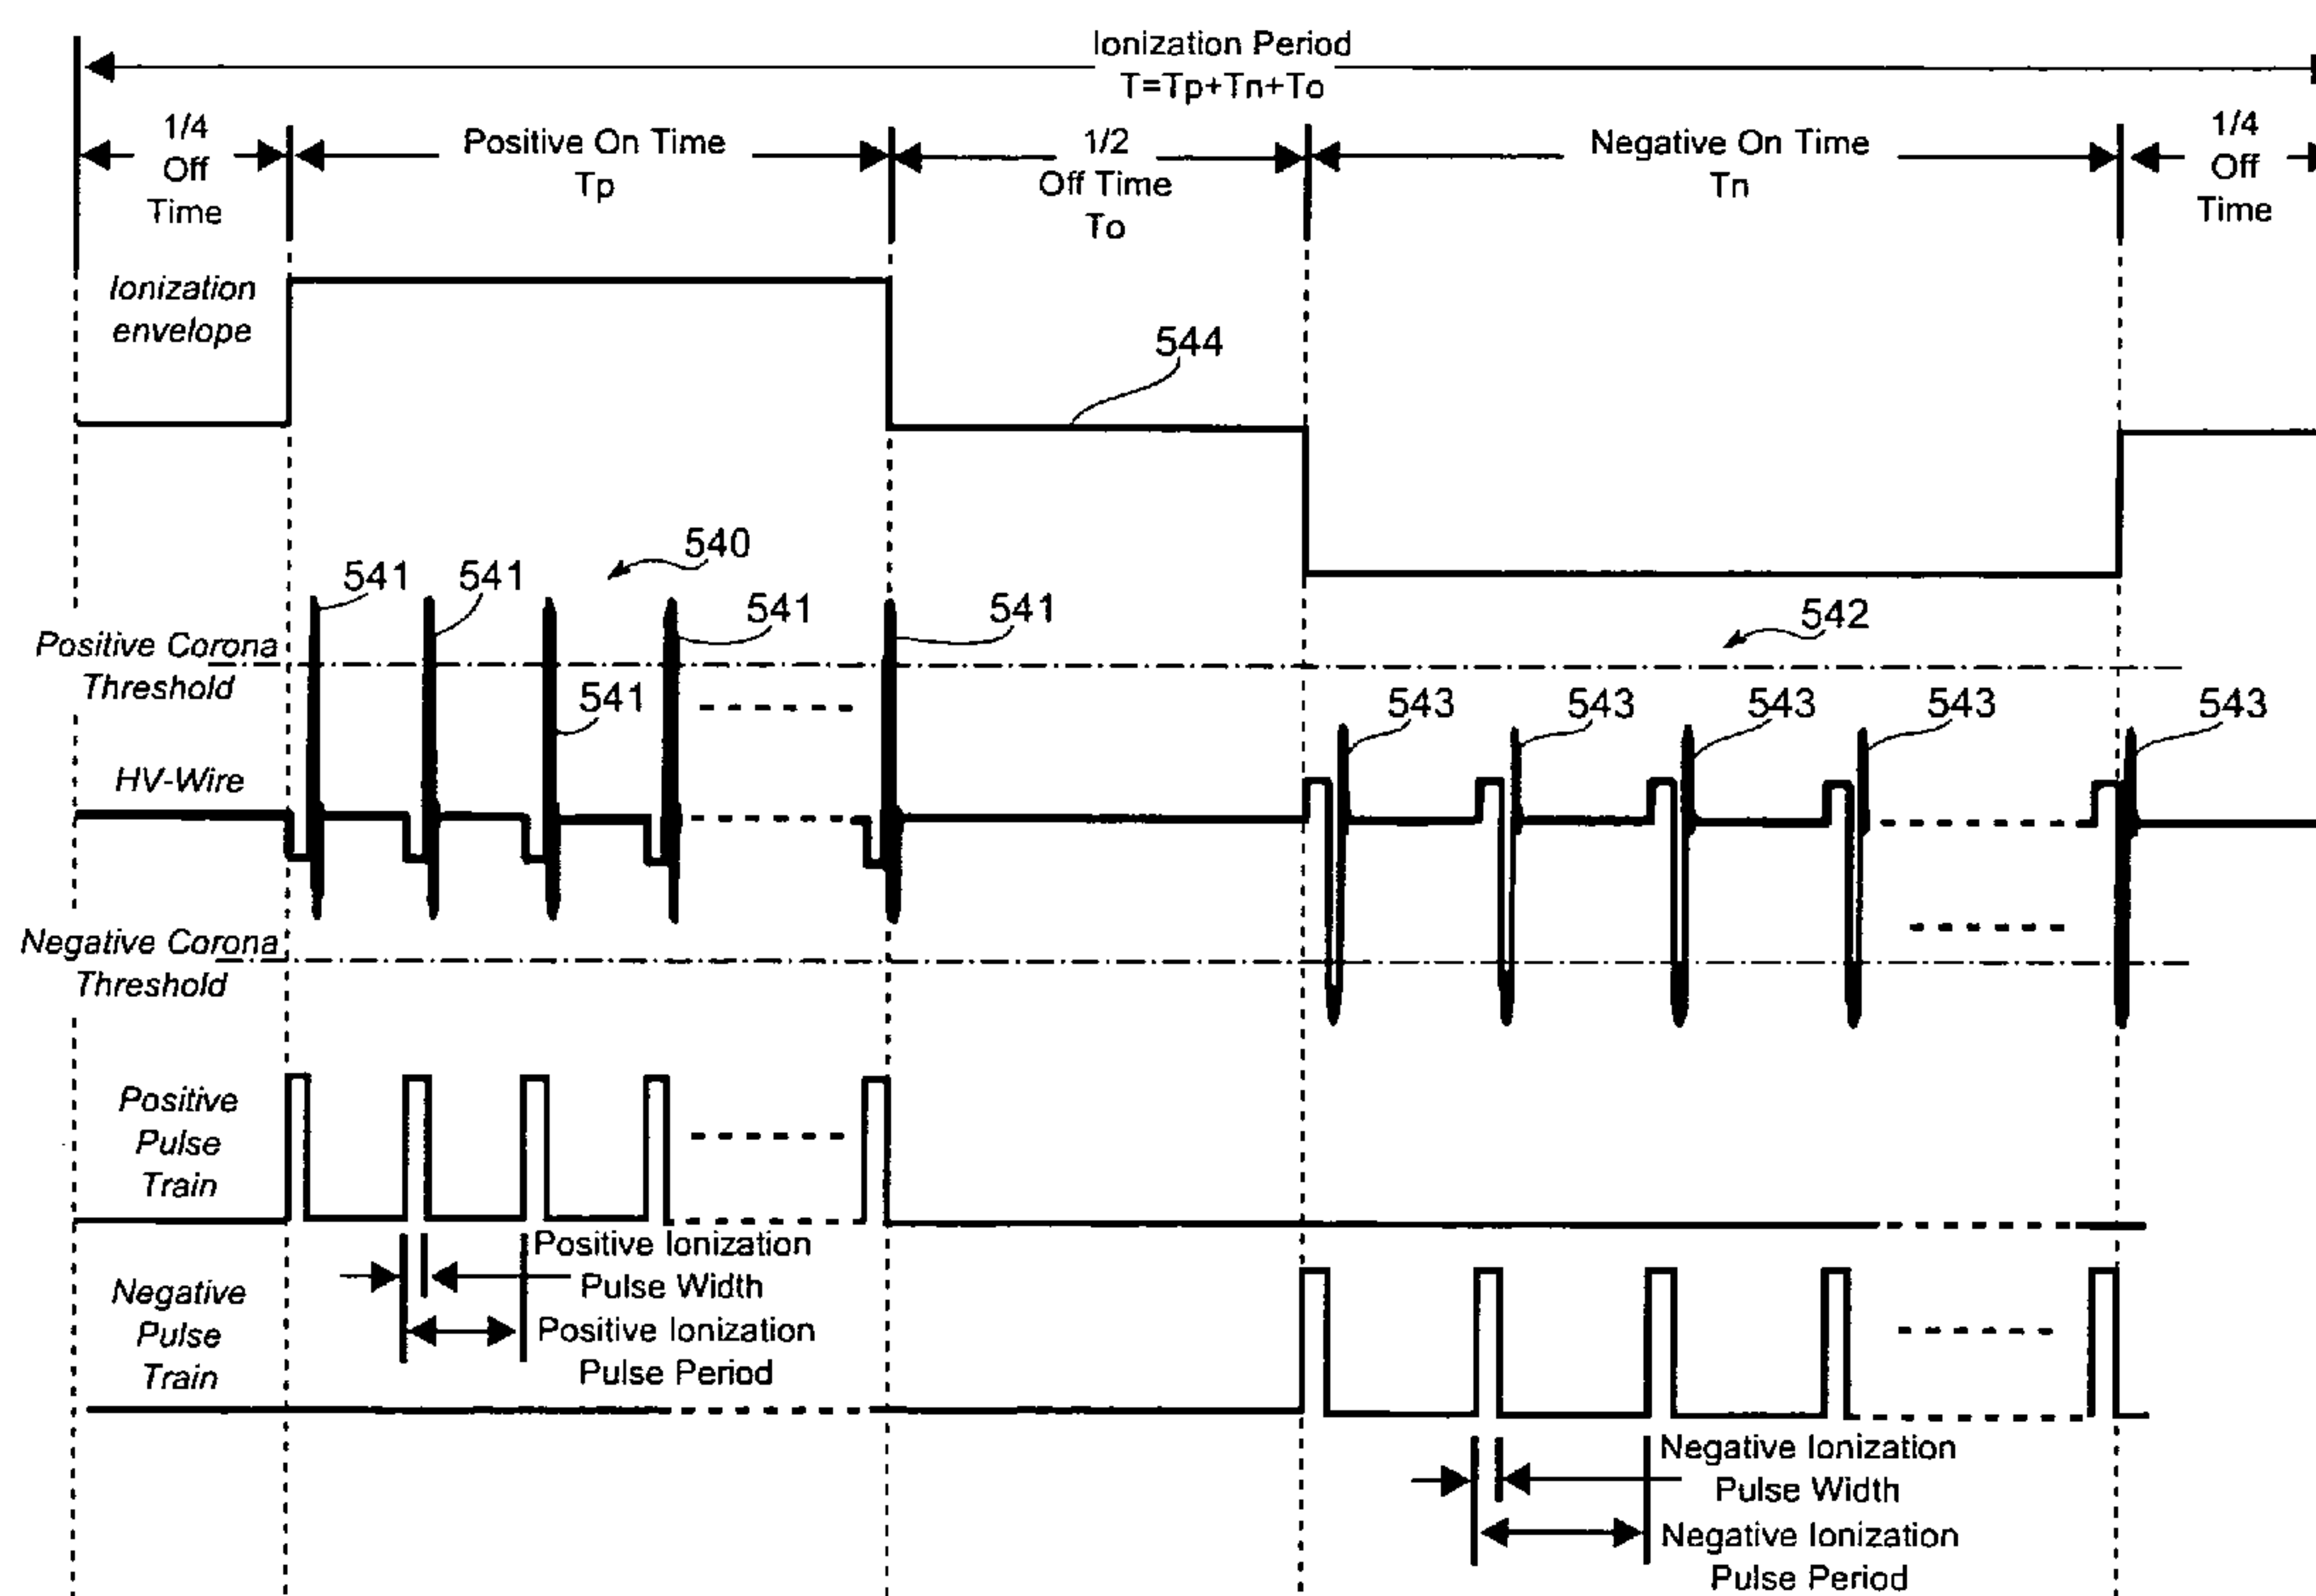 Ionization Period
T=Tp+Tn+To
1/4
Off
Time
Positive On Time
Tp
1/2
Off Time
To
Negative On Time
Tn
1/4
Off
Time
Ionization
envelope
544
540
541
541
541
541
541
542
Positive Corona
Threshold
543
543
543
543
543
HV-Wire
Negative Corona
Threshold
Positive
Pulse
Train
Positive Ionization
Pulse Width
Positive Ionization
Pulse Period
Negative
Pulse
Train
Negative Ionization
Pulse Width
Negative Ionization
Pulse Period